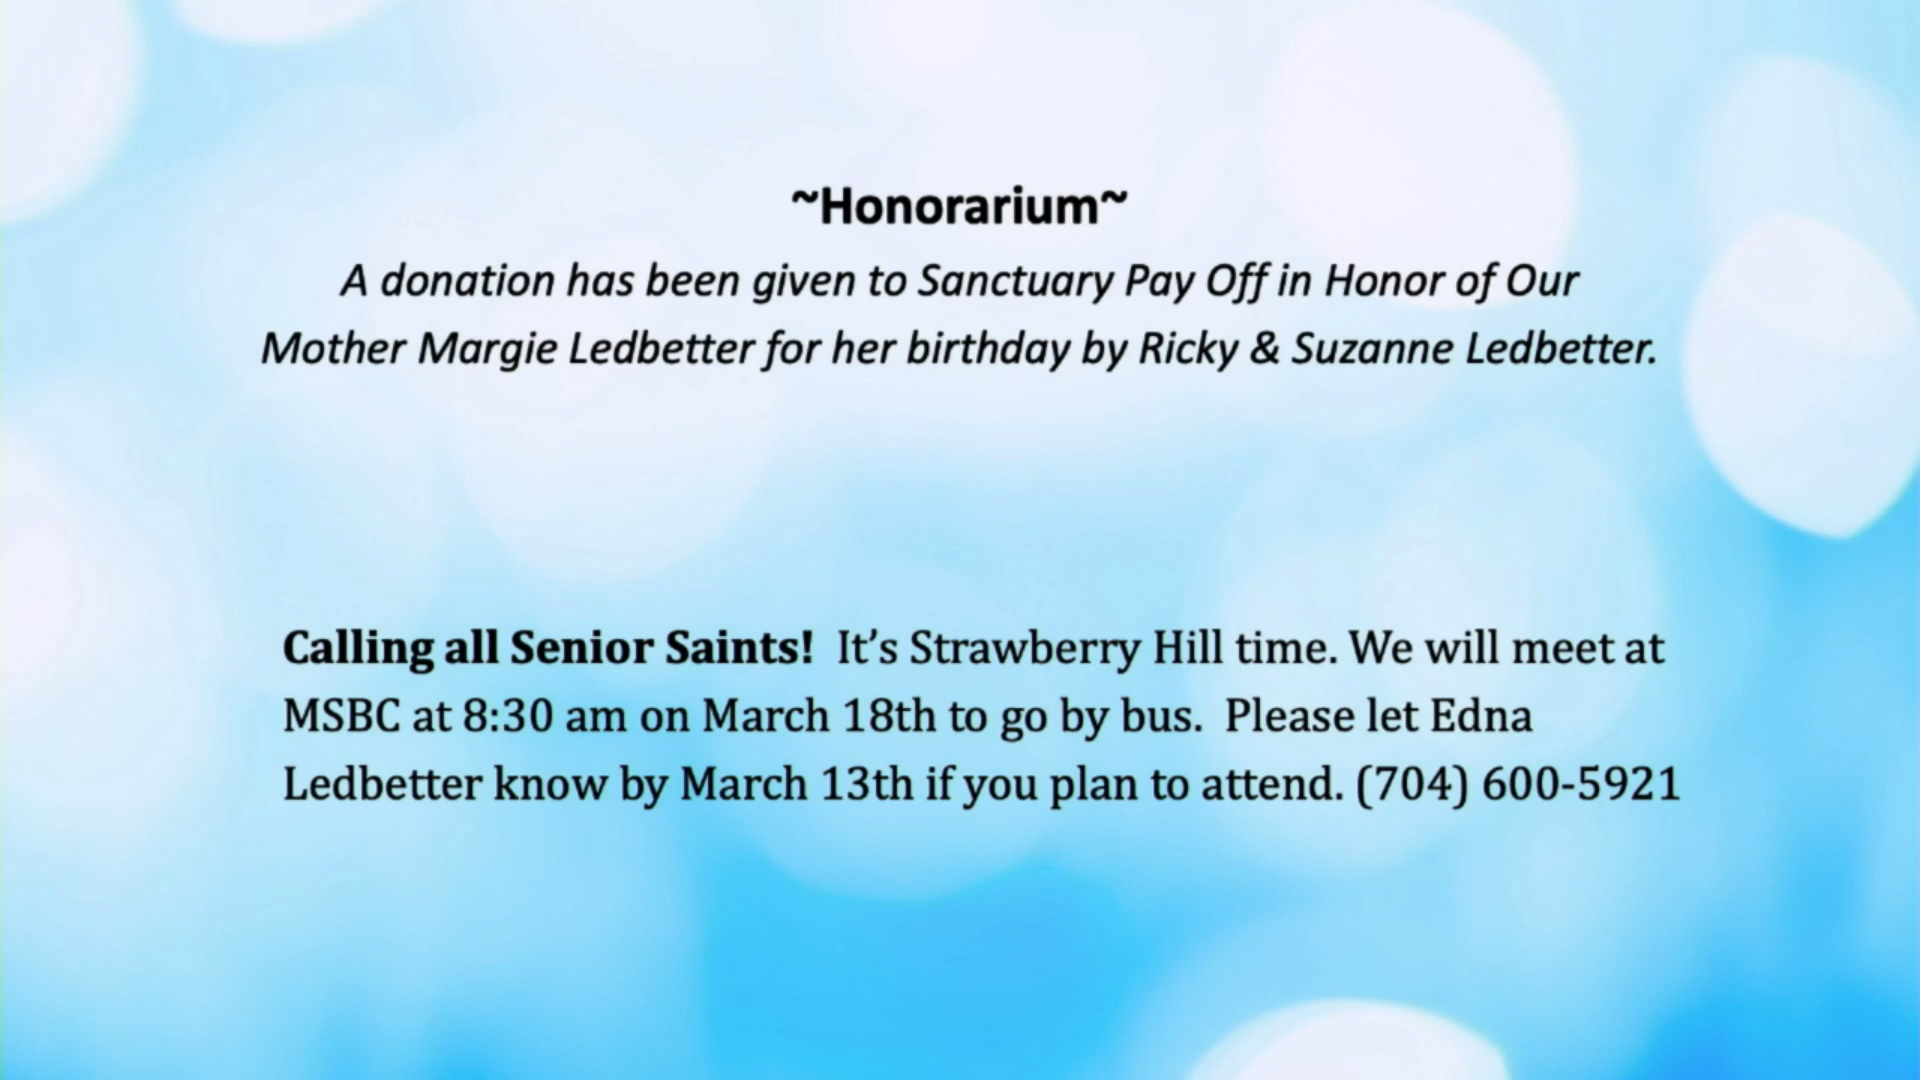 ~Honorarium~
A donation has been given to Sanctuary Pay Off in Honor of Our
Mother Margie Ledbetter for her birthday by Ricky & Suzanne Ledbetter.
Calling all Senior Saints!  It’s Strawberry Hill time. We will meet at
MSBC at 8:30 am on March 18th to go by bus.  Please let Edna
Ledbetter know by March 13th if you plan to attend. (704) 600-5921